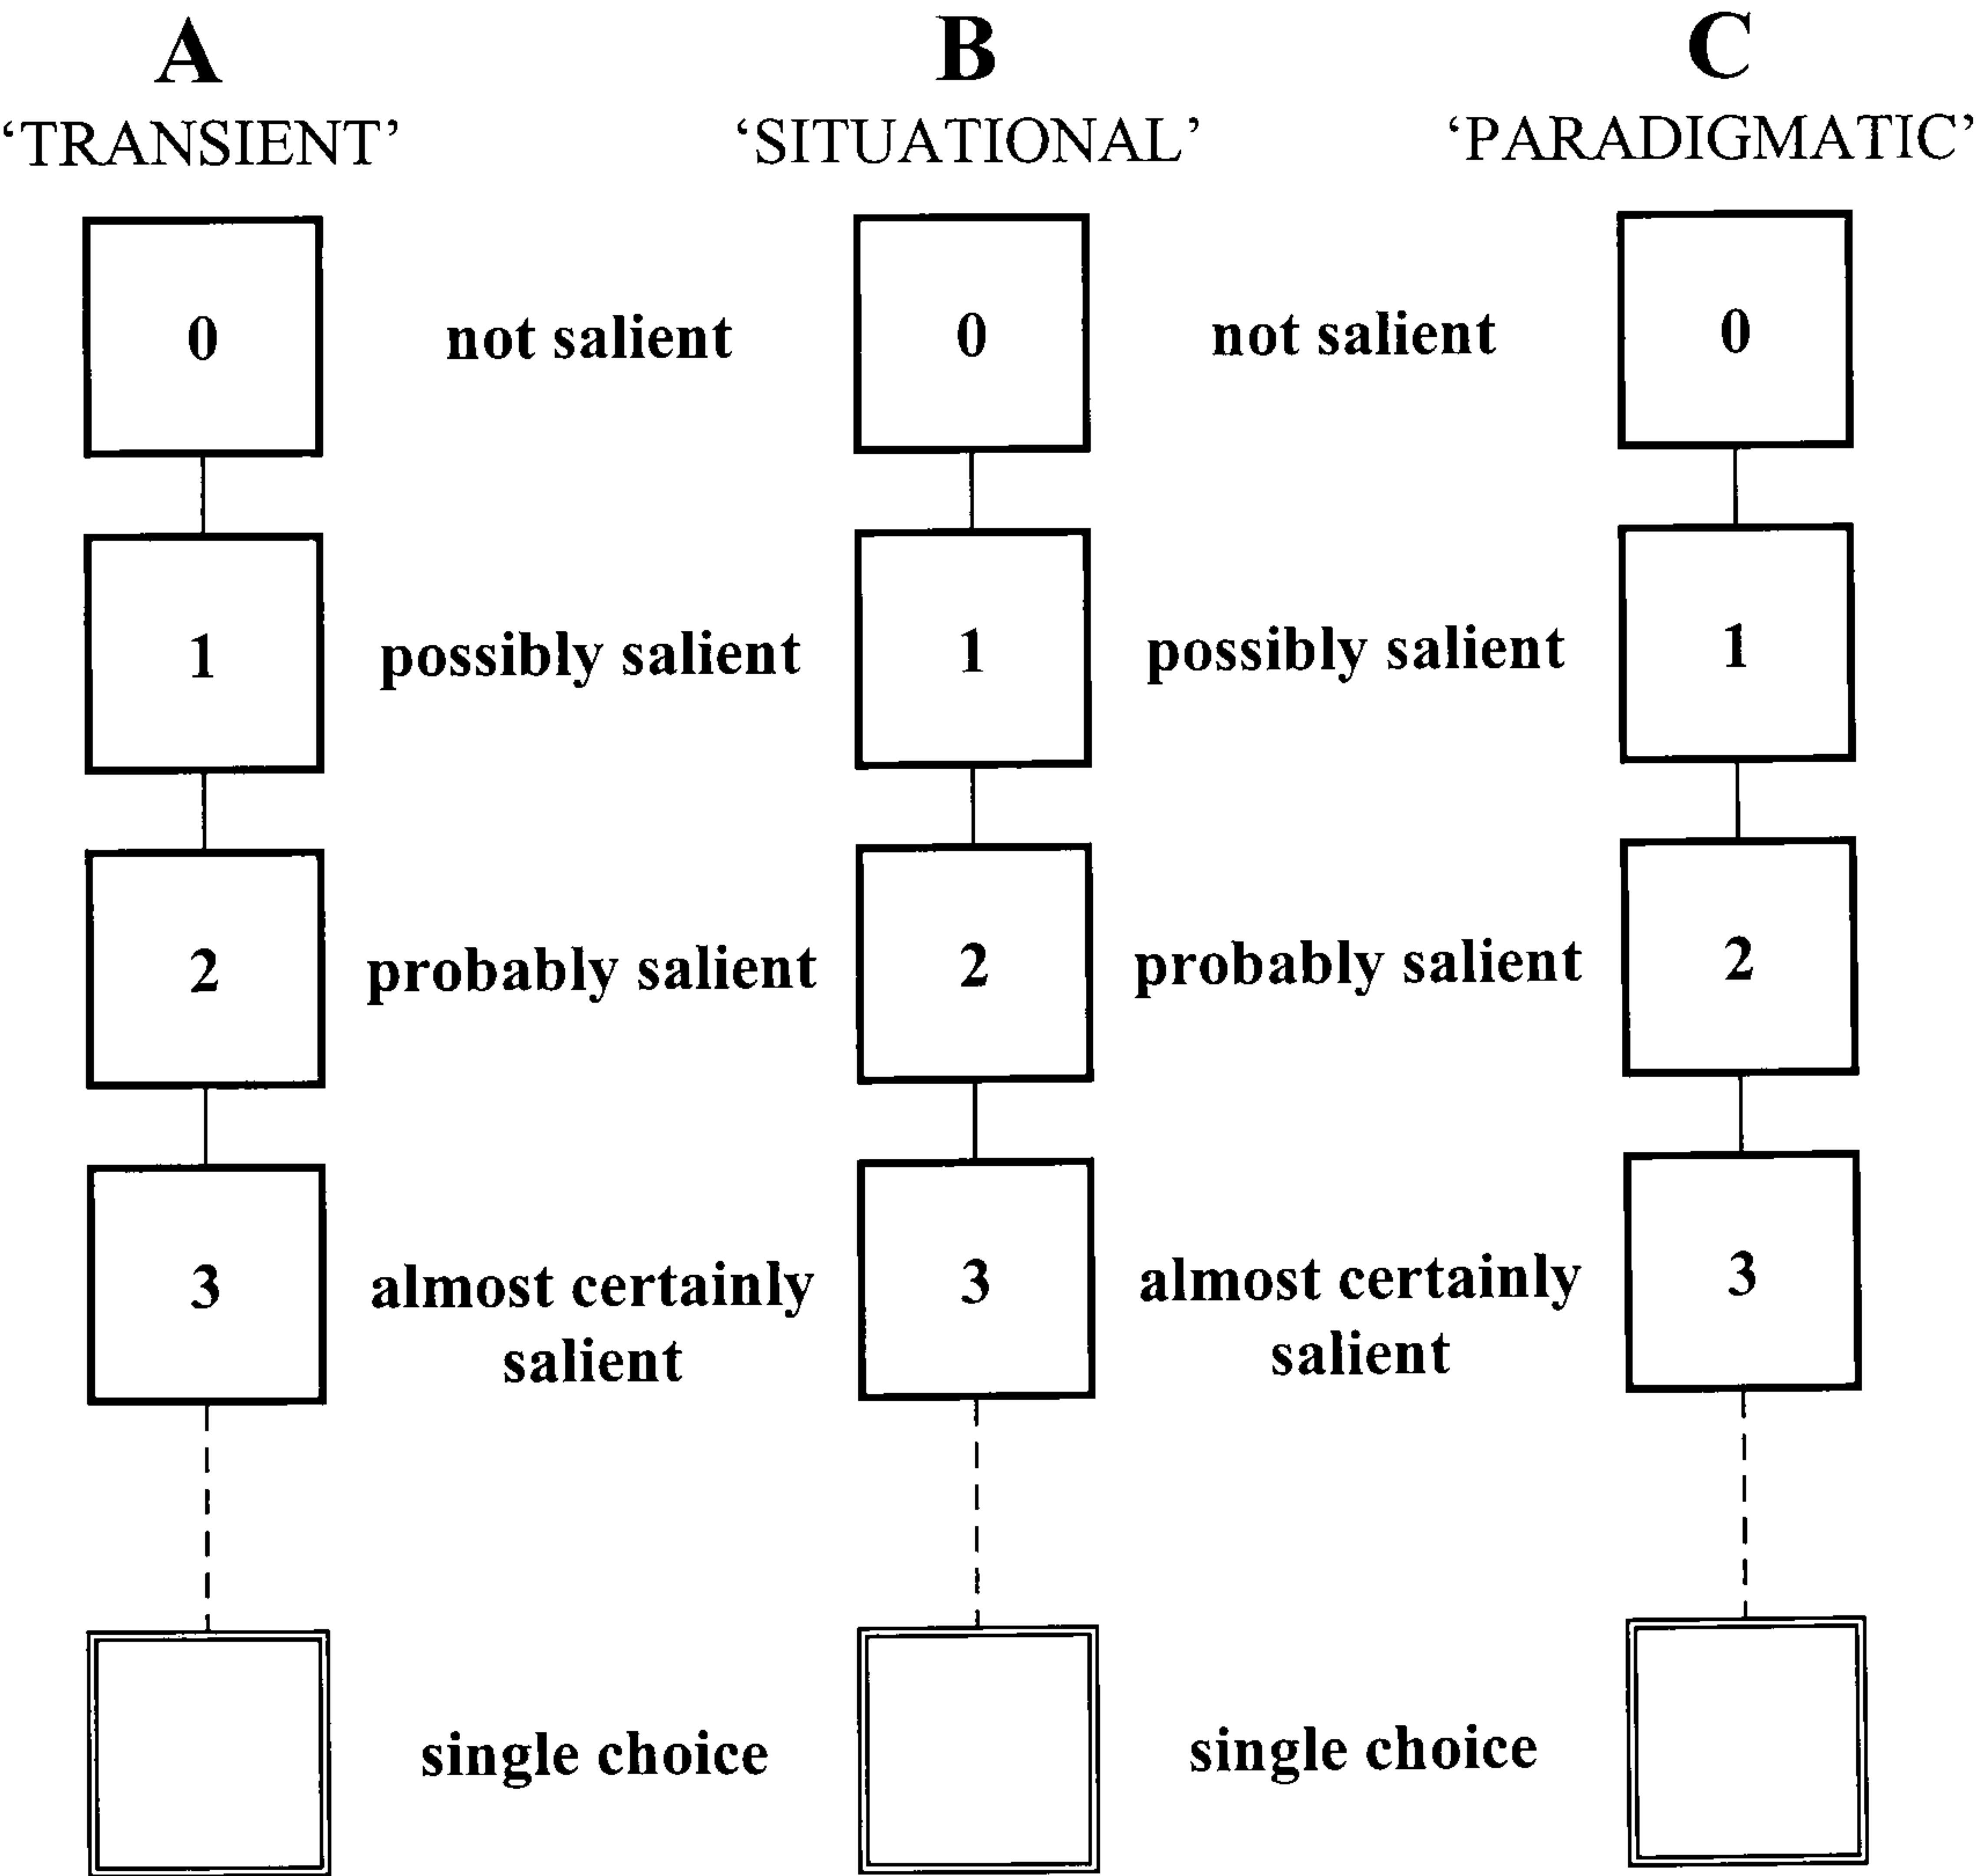 A B C
‘TRANSIENT’ ‘SITUATIONAL’ ‘PARADIGMATIC’
0 not salient 0 not salient 0
1 possibly salient 1 possibly salient 1
2 probably salient 2 probably salient 2
3 almost certainly 3 almost certainly 3
salient salient
single choice single choice